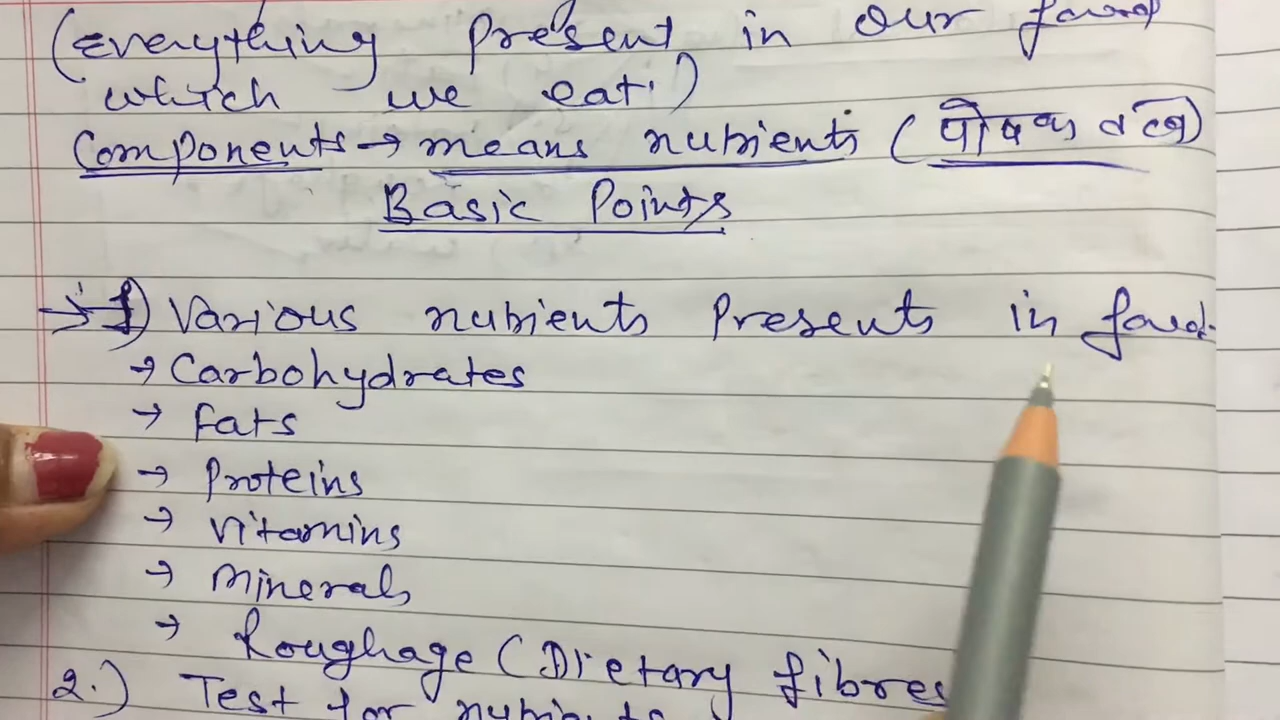 (Everything Present in our food
which we eat.)
Components → means nutrients (पोषक तत्व)
Basic Points
→ 1) Various nutrients Presents in food.
→ Carbohydrates
→ Fats
→ Proteins
→ Vitamins
→ Minerals
→ Roughage (Dietary fibres
2.) Test for nutrients